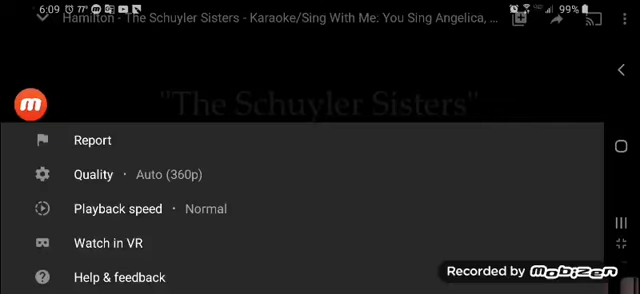 6:09 77°
99%
Hamilton - The Schuyler Sisters - Karaoke/Sing With Me: You Sing Angelica, ...
"The Schuyler Sisters"
m
Report
Quality · Auto (360p)
Playback speed · Normal
Watch in VR
Help & feedback
Recorded by Mobizen